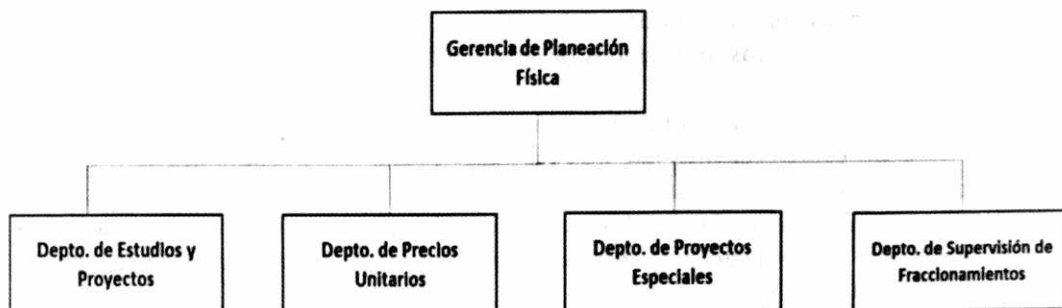 Gerencia de Planeación
Física
Depto. de Estudios y
Proyectos
Depto. de Precios
Unitarios
Depto. de Proyectos
Especiales
Depto. de Supervisión de
Fraccionamientos